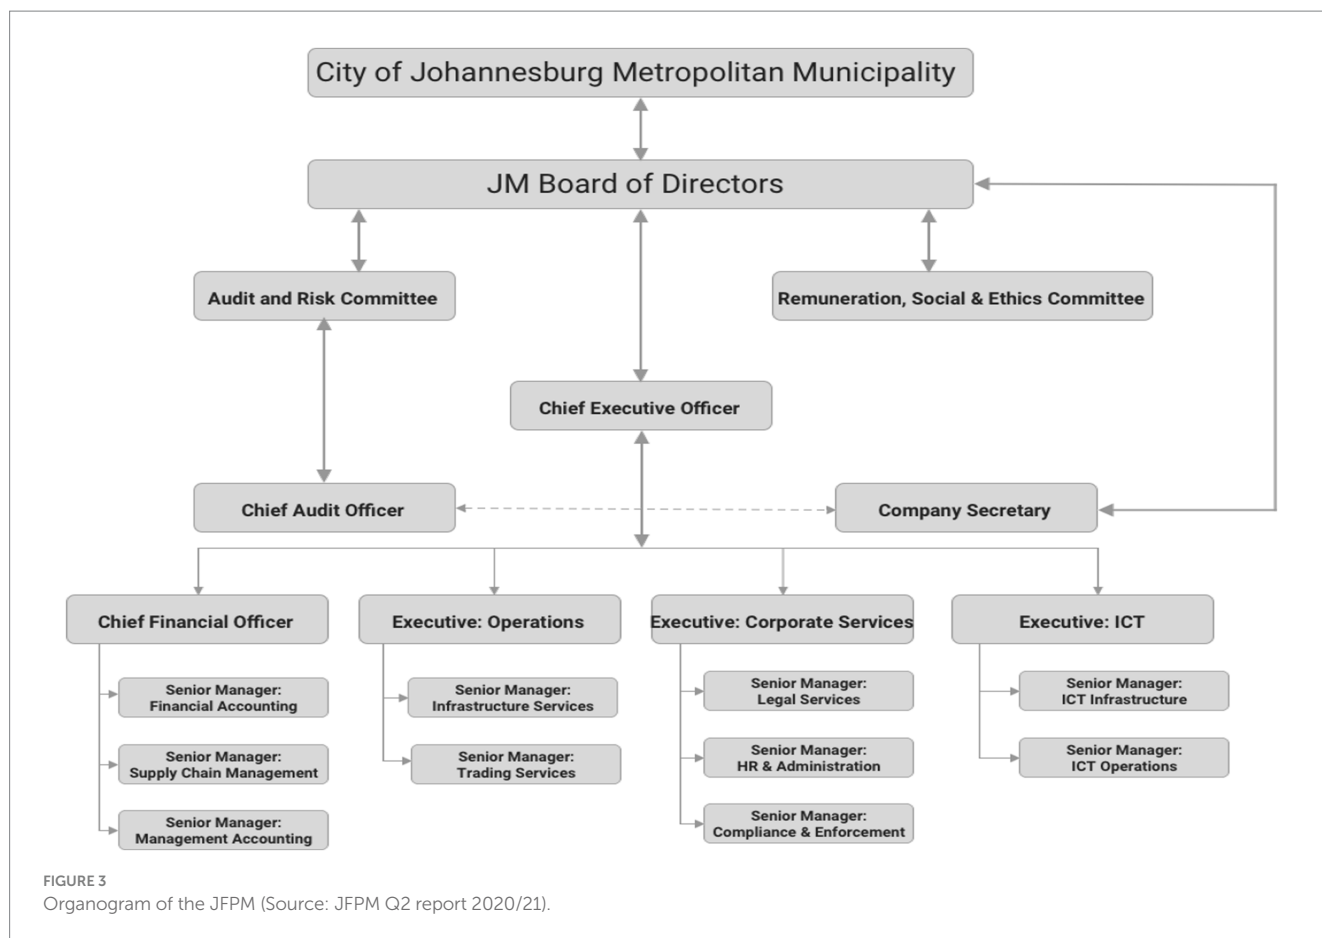 City of Johannesburg Metropolitan Municipality
JM Board of Directors
Audit and Risk Committee
Remuneration, Social & Ethics Committee
Chief Executive Officer
Chief Audit Officer
Company Secretary
Chief Financial Officer
Executive: Operations
Executive: Corporate Services
Executive: ICT
Senior Manager:
Financial Accounting
Senior Manager:
Supply Chain Management
Senior Manager:
Management Accounting
Senior Manager:
Infrastructure Services
Senior Manager:
Trading Services
Senior Manager:
Legal Services
Senior Manager:
HR & Administration
Senior Manager:
Compliance & Enforcement
Senior Manager:
ICT Infrastructure
Senior Manager:
ICT Operations
FIGURE 3
Organogram of the JFPM (Source: JFPM Q2 report 2020/21).